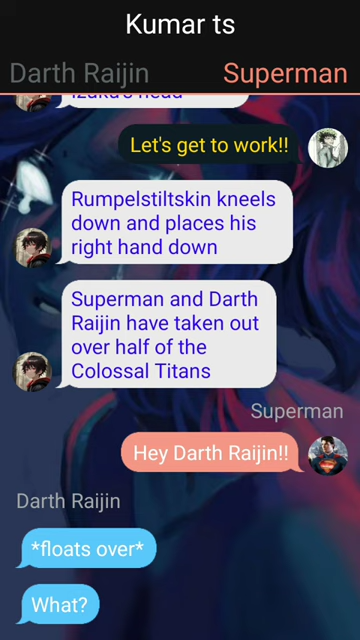 Kumar ts
Darth Raijin
Superman
Izuku's head
Let's get to work!!
Rumpelstiltskin kneels
down and places his
right hand down
Superman and Darth
Raijin have taken out
over half of the
Colossal Titans
Superman
Hey Darth Raijin!!
Darth Raijin
*floats over*
What?